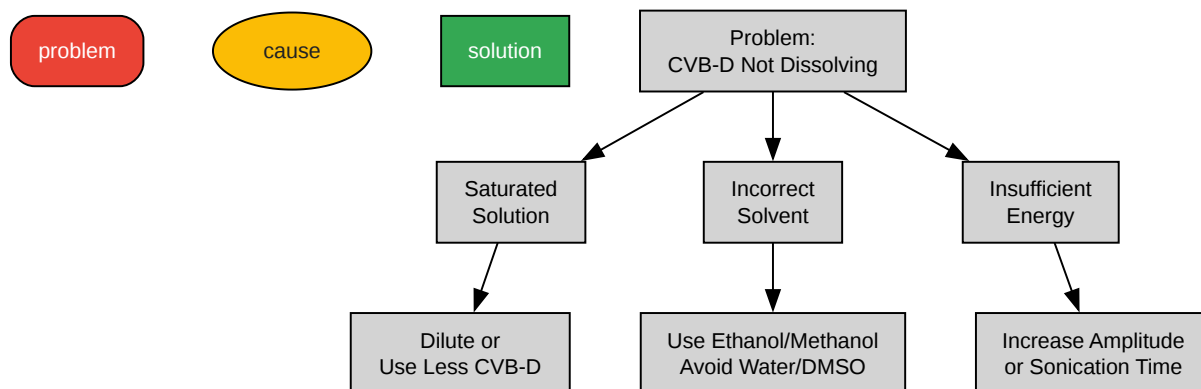 problem
cause
solution
Problem:
CVB-D Not Dissolving
Saturated
Solution
Incorrect
Solvent
Insufficient
Energy
Dilute or
Use Less CVB-D
Use Ethanol/Methanol
Avoid Water/DMSO
Increase Amplitude
or Sonication Time